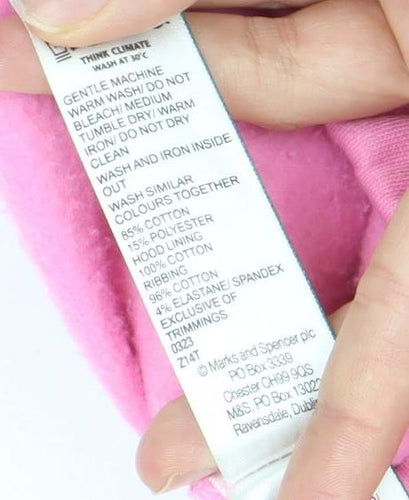 THINK CLIMATE
WASH AT 30°C
GENTLE MACHINE
WARM WASH/ DO NOT
BLEACH/ MEDIUM
TUMBLE DRY/ WARM
IRON/ DO NOT DRY
CLEAN
WASH AND IRON INSIDE
OUT
WASH SIMILAR
COLOURS TOGETHER
85% COTTON
15% POLYESTER
HOOD LINING
100% COTTON
RIBBING
96% COTTON
4% ELASTANE/ SPANDEX
EXCLUSIVE OF
TRIMMINGS
0323
Z14T
© Marks and Spencer plc
PO Box 3339
Chester CH99 9QS
M&S, PO Box 1302
Ravensdale, Dublin